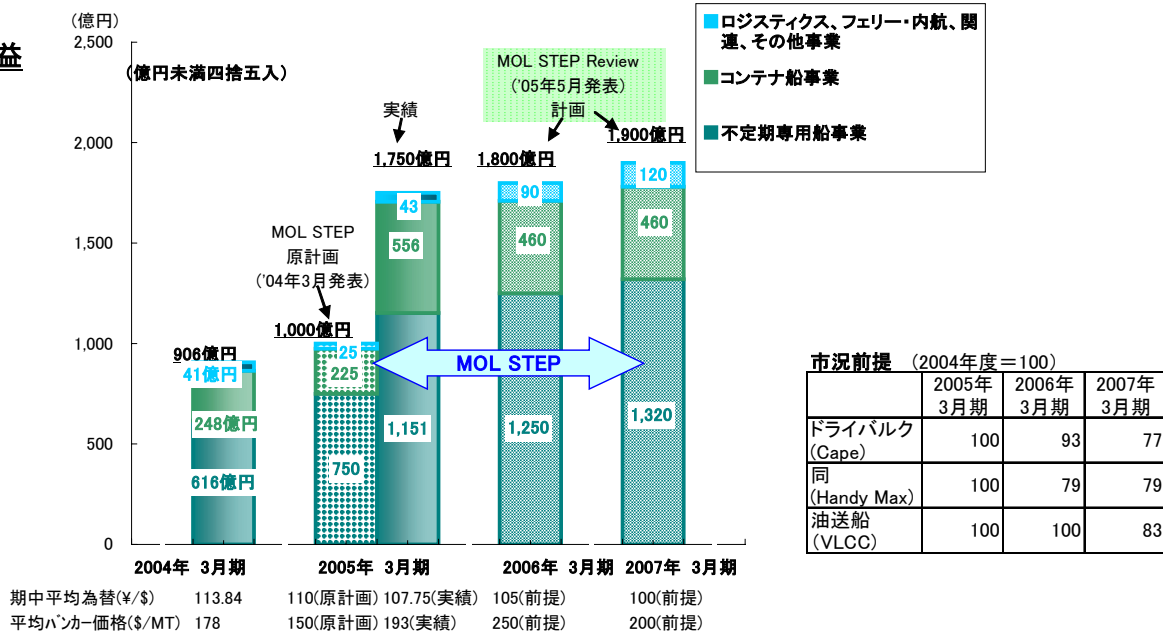 益
(億円)
(億円未満四捨五入)
2,500
2,000
1,500
1,000
500
0
ロジスティクス、フェリー・内航、関
連、その他事業
コンテナ船事業
不定期専用船事業
MOL STEP Review
('05年5月発表)
計画
実績
1,750億円
1,800億円
1,900億円
MOL STEP
原計画
('04年3月発表)
1,000億円
906億円
41億円
248億円
616億円
25
225
750
43
556
1,151
90
460
1,250
120
460
1,320
MOL STEP
2004年 3月期
2005年 3月期
2006年 3月期
2007年 3月期
期中平均為替(¥/$) 113.84 110(原計画) 107.75(実績) 105(前提) 100(前提)
平均バンカー価格($/MT) 178 150(原計画) 193(実績) 250(前提) 200(前提)
市況前提 (2004年度=100)
2005年 2006年 2007年
3月期 3月期 3月期
ドライバルク
(Cape) 100 93 77
同
(Handy Max) 100 79 79
油送船
(VLCC) 100 100 83